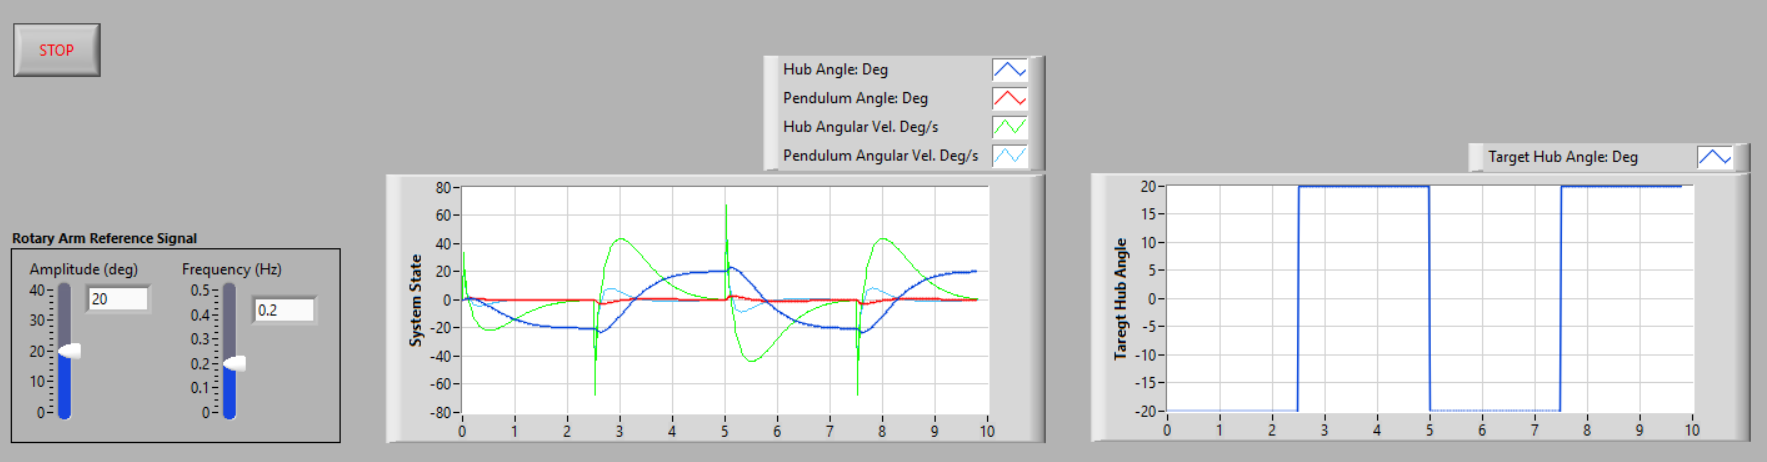 STOP
Rotary Arm Reference Signal
Amplitude (deg)
40
30
20
10
0
20
Frequency (Hz)
0.5
0.4
0.3
0.2
0.1
0
0.2
Hub Angle: Deg
Pendulum Angle: Deg
Hub Angular Vel. Deg/s
Pendulum Angular Vel. Deg/s
System State
80
60
40
20
0
-20
-40
-60
-80
0 1 2 3 4 5 6 7 8 9 10
Target Hub Angle: Deg
Taregt Hub Angle
20
15
10
5
0
-5
-10
-15
-20
0 1 2 3 4 5 6 7 8 9 10